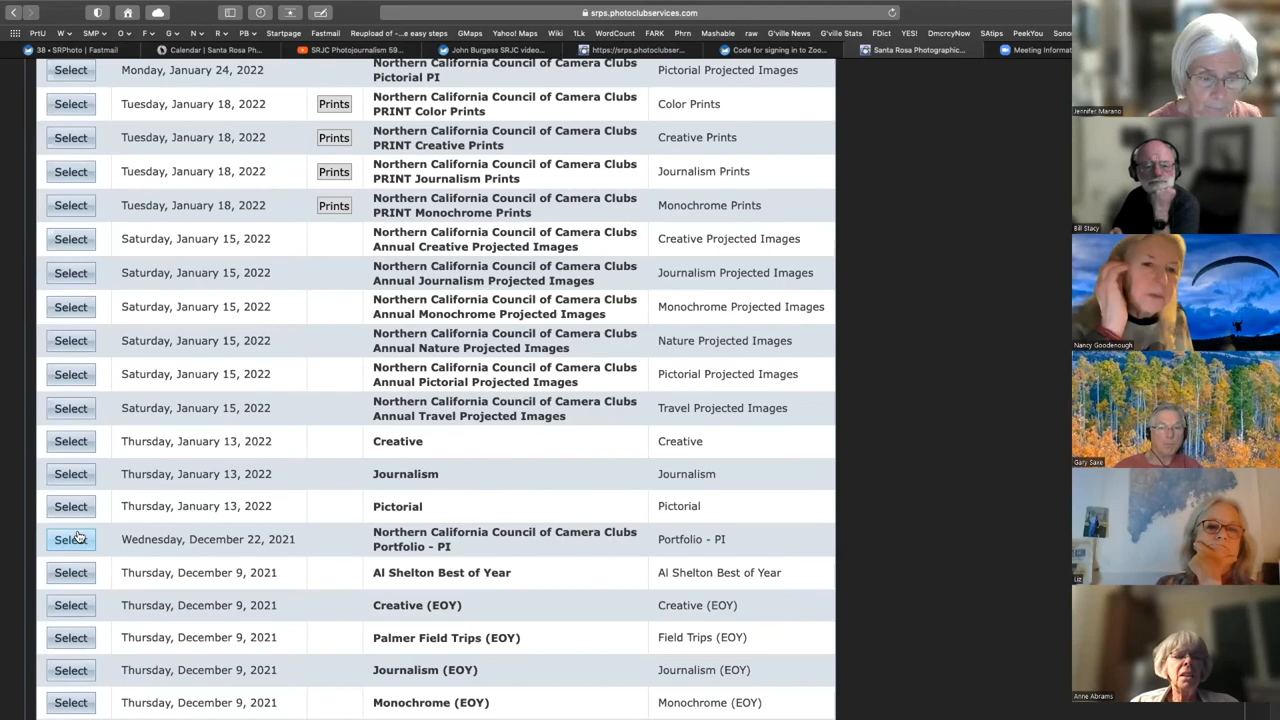 srps.photoclubservices.com
PrtU W SMP O F G N R PB Startpage Fastmail Reupload -...e easy steps GMaps Yahoo! Maps Wiki 1LK FARK Prhn Mashable raw G'ville News G'ville Stocks FDict YES! DmcrcyNow SAtips PeekYou Sono
38 • SRPhoto | Fastmail
Calendar | Santa Rosa Ph...
SRJC Photojournalism 59...
John Burgess SRJC video...
https://srps.photoclubser...
Code for signing in to Zoo...
Santa Rosa Photographic...
Meeting Informat
Select Monday, January 24, 2022 Northern California Council of Camera Clubs Pictorial Projected Images
Pictorial PI
Select Tuesday, January 18, 2022 Prints Northern California Council of Camera Clubs Color Prints
PRINT Color Prints
Select Tuesday, January 18, 2022 Prints Northern California Council of Camera Clubs Creative Prints
PRINT Creative Prints
Select Tuesday, January 18, 2022 Prints Northern California Council of Camera Clubs Journalism Prints
PRINT Journalism Prints
Select Tuesday, January 18, 2022 Prints Northern California Council of Camera Clubs Monochrome Prints
PRINT Monochrome Prints
Select Saturday, January 15, 2022 Northern California Council of Camera Clubs Creative Projected Images
Annual Creative Projected Images
Select Saturday, January 15, 2022 Northern California Council of Camera Clubs Journalism Projected Images
Annual Journalism Projected Images
Select Saturday, January 15, 2022 Northern California Council of Camera Clubs Monochrome Projected Images
Annual Monochrome Projected Images
Select Saturday, January 15, 2022 Northern California Council of Camera Clubs Nature Projected Images
Annual Nature Projected Images
Select Saturday, January 15, 2022 Northern California Council of Camera Clubs Pictorial Projected Images
Annual Pictorial Projected Images
Select Saturday, January 15, 2022 Northern California Council of Camera Clubs Travel Projected Images
Annual Travel Projected Images
Select Thursday, January 13, 2022 Creative Creative
Select Thursday, January 13, 2022 Journalism Journalism
Select Thursday, January 13, 2022 Pictorial Pictorial
Select Wednesday, December 22, 2021 Northern California Council of Camera Clubs Portfolio - PI
Portfolio - PI
Select Thursday, December 9, 2021 Al Shelton Best of Year Al Shelton Best of Year
Select Thursday, December 9, 2021 Creative (EOY) Creative (EOY)
Select Thursday, December 9, 2021 Palmer Field Trips (EOY) Field Trips (EOY)
Select Thursday, December 9, 2021 Journalism (EOY) Journalism (EOY)
Select Thursday, December 9, 2021 Monochrome (EOY) Monochrome (EOY)
Jennifer Marano
Bill Stacy
Nancy Goodenough
Gary Saxe
Liz
Anne Abrams